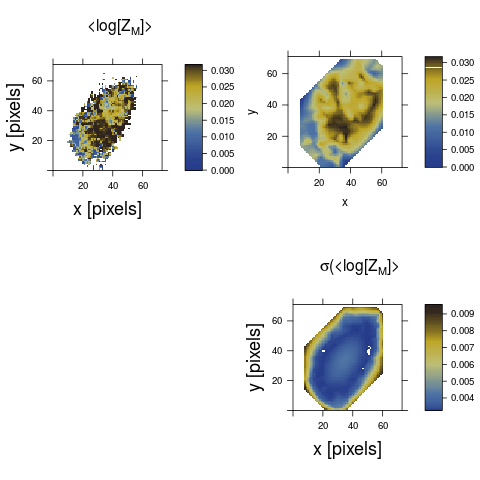 <log[Z_M]>
y [pixels]
60
40
20
20 40 60
x [pixels]
0.030
0.025
0.020
0.015
0.010
0.005
0.000
y
60
40
20
0
20 40 60
x
0.030
0.025
0.020
0.015
0.010
0.005
0.000
σ(<log[Z_M]>
y [pixels]
60
40
20
20 40 60
x [pixels]
0.009
0.008
0.007
0.006
0.005
0.004